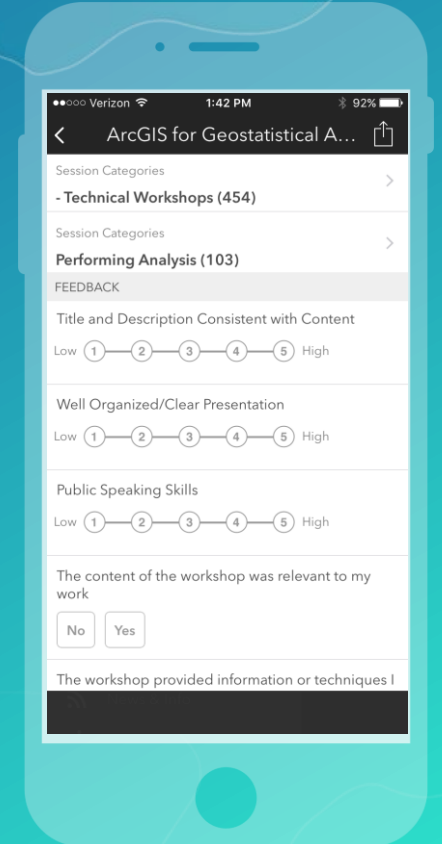 Verizon 1:42 PM 92%
ArcGIS for Geostatistical A...
Session Categories
- Technical Workshops (454)
Session Categories
Performing Analysis (103)
FEEDBACK
Title and Description Consistent with Content
Low 1 2 3 4 5 High
Well Organized/Clear Presentation
Low 1 2 3 4 5 High
Public Speaking Skills
Low 1 2 3 4 5 High
The content of the workshop was relevant to my
work
No Yes
The workshop provided information or techniques I